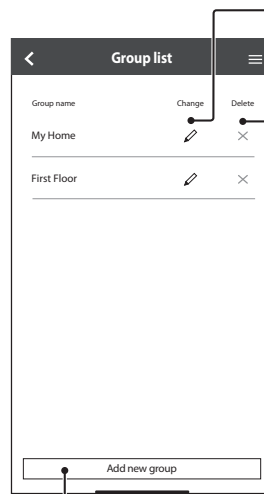 Group list
Group name Change Delete
My Home
First Floor
Add new group